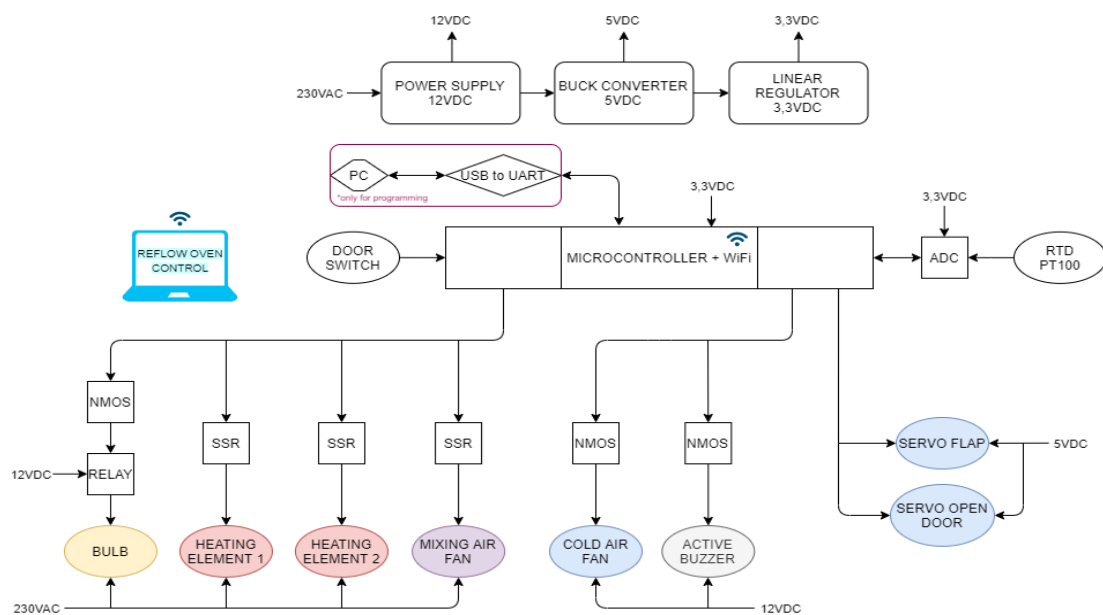 12VDC
5VDC
3,3VDC
230VAC
POWER SUPPLY
12VDC
BUCK CONVERTER
5VDC
LINEAR
REGULATOR
3,3VDC
PC
USB to UART
*only for programming
3,3VDC
3,3VDC
REFLOW OVEN
CONTROL
DOOR
SWITCH
MICROCONTROLLER + WiFi
ADC
RTD
PT100
NMOS
SSR
SSR
SSR
NMOS
NMOS
12VDC
RELAY
SERVO FLAP
5VDC
SERVO OPEN
DOOR
BULB
HEATING
ELEMENT 1
HEATING
ELEMENT 2
MIXING AIR
FAN
COLD AIR
FAN
ACTIVE
BUZZER
230VAC
12VDC